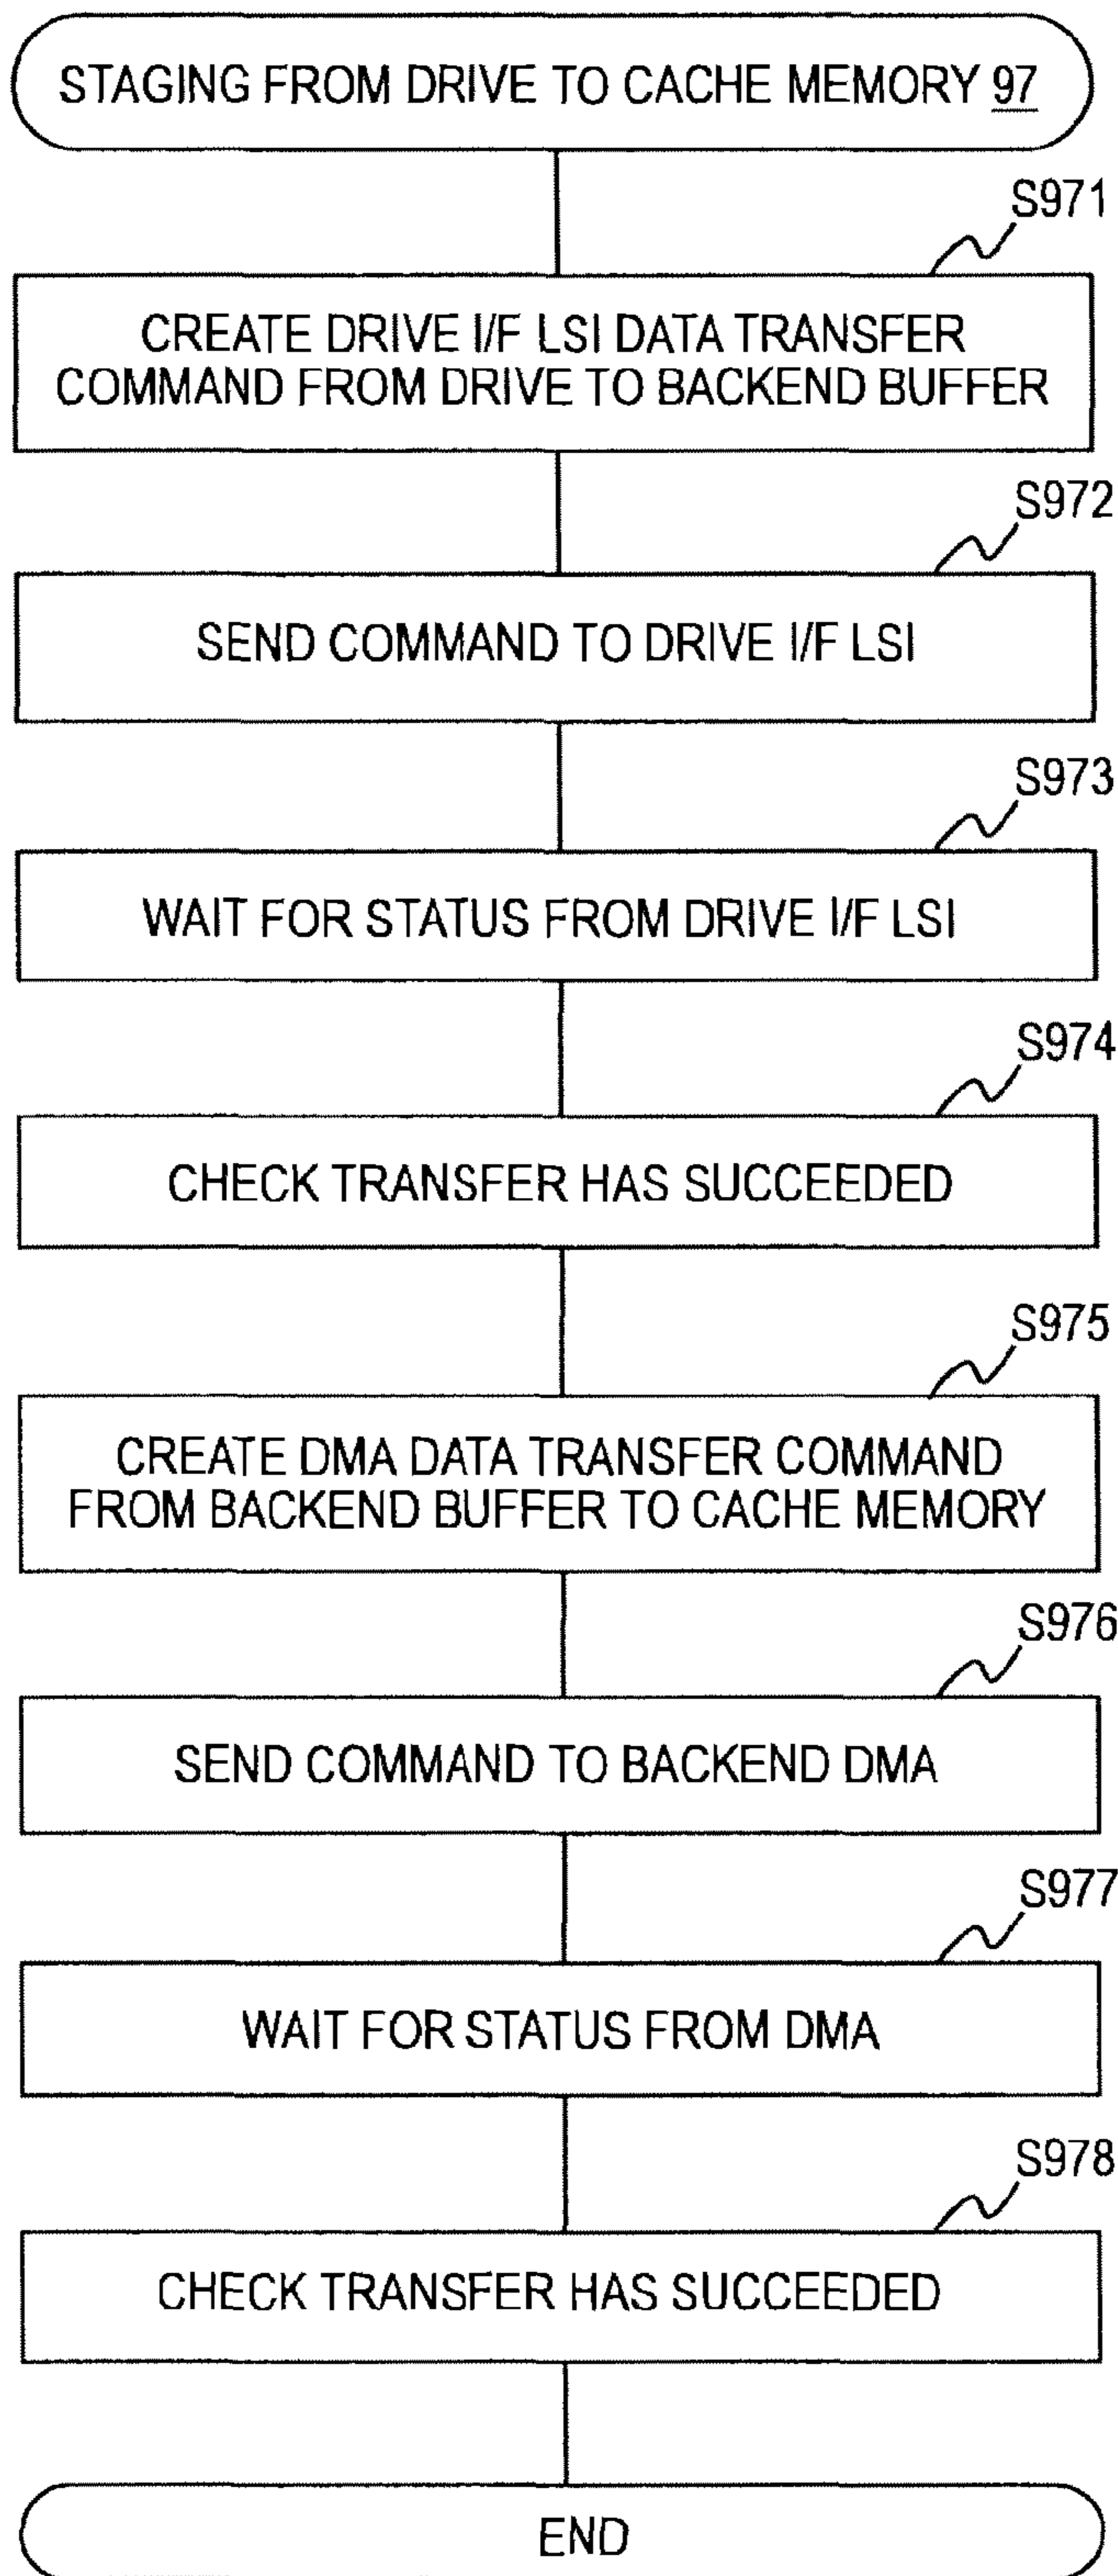 STAGING FROM DRIVE TO CACHE MEMORY 97
S971
CREATE DRIVE I/F LSI DATA TRANSFER
COMMAND FROM DRIVE TO BACKEND BUFFER
S972
SEND COMMAND TO DRIVE I/F LSI
S973
WAIT FOR STATUS FROM DRIVE I/F LSI
S974
CHECK TRANSFER HAS SUCCEEDED
S975
CREATE DMA DATA TRANSFER COMMAND
FROM BACKEND BUFFER TO CACHE MEMORY
S976
SEND COMMAND TO BACKEND DMA
S977
WAIT FOR STATUS FROM DMA
S978
CHECK TRANSFER HAS SUCCEEDED
END